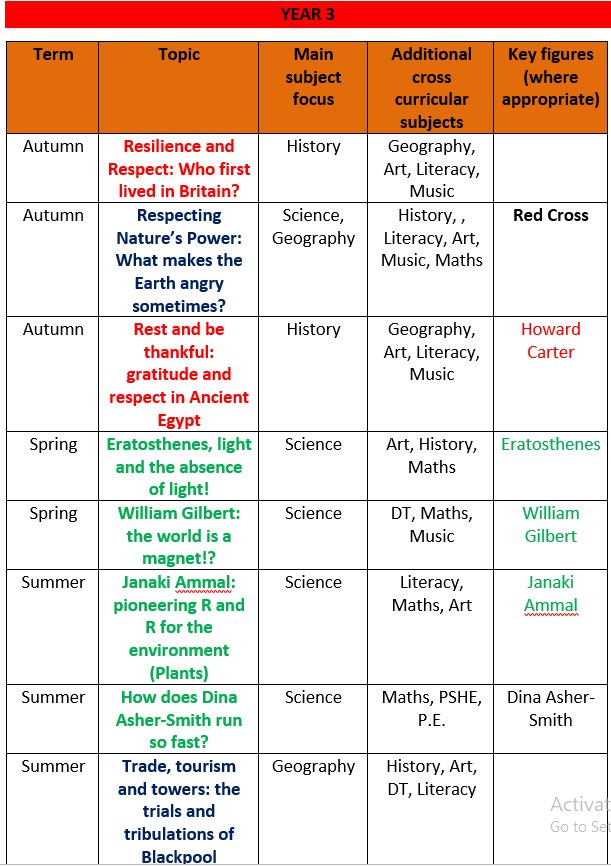 YEAR 3
Term
Topic
Main
subject
focus
Additional
cross
curricular
subjects
Key figures
(where
appropriate)
Autumn
Resilience and
Respect: Who first
lived in Britain?
History
Geography,
Art, Literacy,
Music
Autumn
Respecting
Nature’s Power:
What makes the
Earth angry
sometimes?
Science,
Geography
History, ,
Literacy, Art,
Music, Maths
Red Cross
Autumn
Rest and be
thankful:
gratitude and
respect in Ancient
Egypt
History
Geography,
Art, Literacy,
Music
Howard
Carter
Spring
Eratosthenes, light
and the absence
of light!
Science
Art, History,
Maths
Eratosthenes
Spring
William Gilbert:
the world is a
magnet!?
Science
DT, Maths,
Music
William
Gilbert
Summer
Janaki Ammal:
pioneering R and
R for the
environment
(Plants)
Science
Literacy,
Maths, Art
Janaki
Ammal
Summer
How does Dina
Asher-Smith run
so fast?
Science
Maths, PSHE,
P.E.
Dina Asher-
Smith
Summer
Trade, tourism
and towers: the
trials and
tribulations of
Blackpool
Geography
History, Art,
DT, Literacy
Activat
Go to Set